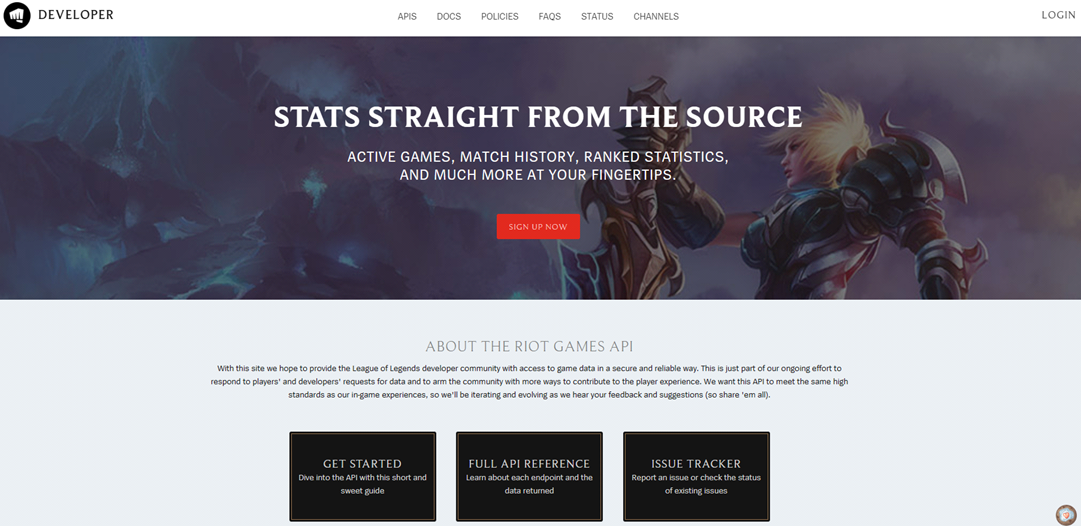 DEVELOPER
APIS DOCS POLICIES FAQS STATUS CHANNELS
LOGIN
STATS STRAIGHT FROM THE SOURCE
ACTIVE GAMES, MATCH HISTORY, RANKED STATISTICS,
AND MUCH MORE AT YOUR FINGERTIPS.
SIGN UP NOW
ABOUT THE RIOT GAMES API
With this site we hope to provide the League of Legends developer community with access to game data in a secure and reliable way. This is just part of our ongoing effort to
respond to players' and developers' requests for data and to arm the community with more ways to contribute to the player experience. We want this API to meet the same high
standards as our in-game experiences, so we'll be iterating and evolving as we hear your feedback and suggestions (so share 'em all).
GET STARTED
Dive into the API with this short and
sweet guide
FULL API REFERENCE
Learn about each endpoint and the
data returned
ISSUE TRACKER
Report an issue or check the status
of existing issues